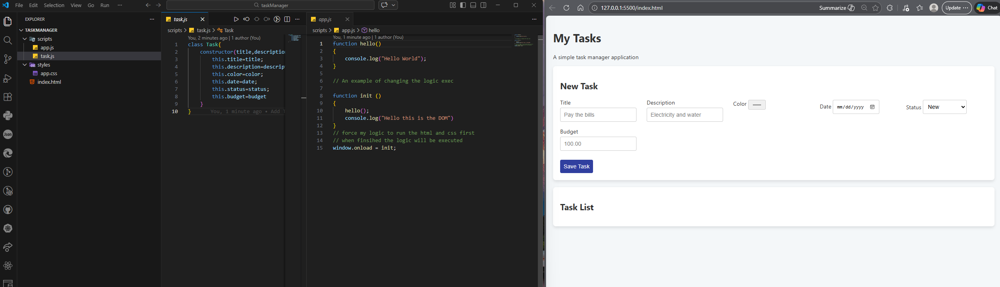 File Edit Selection View Go Run ··· taskManager
EXPLORER ···
TASKMANAGER
scripts
JS app.js
JS task.js
styles
app.css
index.html
Json
JS task.js
scripts > JS task.js > Task
You, 2 minutes ago | 1 author (You)
1 class Task{
2 constructor(title,description
3 this.title=title;
4 this.description=descript
5 this.color=color;
6 this.date=date;
7 this.status=status;
8 this.budget=budget
9 }
10 } You, 1 minute ago • Add T
JS app.js
scripts > JS app.js > hello
You, 1 minute ago | 1 author (You)
1 function hello()
2 {
3 console.log("Hello World");
4 }
5
6 // An example of changing the logic exec
7
8 function init ()
9 {
10 hello();
11 console.log("Hello this is the DOM")
12 }
13 // force my logic to run the html and css first
14 // when finsihed the logic will be executed
15 window.onload = init;
127.0.0.1:5500/index.html Summarize Update ··· Chat
My Tasks
A simple task manager application
New Task
Title Description Color Date mm/dd/yyyy Status New
Pay the bills Electricity and water
Budget
100.00
Save Task
Task List